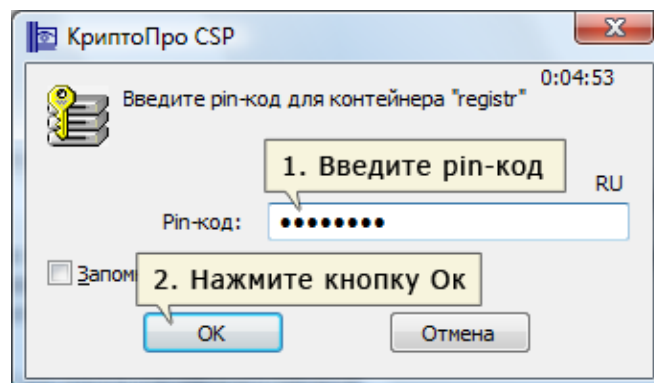 КриптоПро CSP
0:04:53
Введите pin-код для контейнера "registr"
1. Введите pin-код
RU
Pin-код:
2. Нажмите кнопку Ок
OK
Отмена